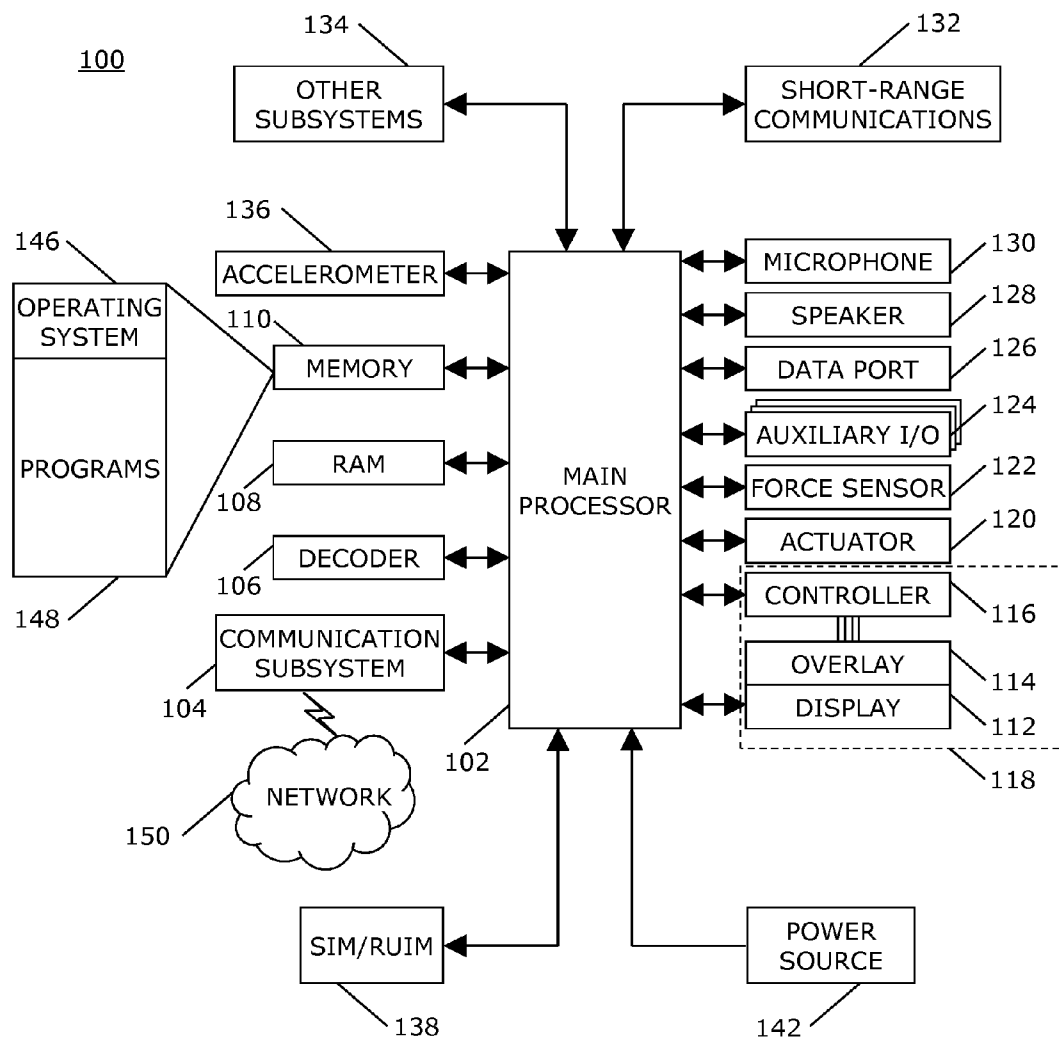 134
132
100
OTHER
SUBSYSTEMS
SHORT-RANGE
COMMUNICATIONS
136
146
ACCELEROMETER
MICROPHONE
130
OPERATING
SYSTEM
110
SPEAKER
128
MEMORY
DATA PORT
126
AUXILIARY I/O
124
PROGRAMS
RAM
108
MAIN
PROCESSOR
FORCE SENSOR
122
DECODER
106
ACTUATOR
120
148
CONTROLLER
116
COMMUNICATION
SUBSYSTEM
104
OVERLAY
114
DISPLAY
112
102
118
NETWORK
150
SIM/RUIM
138
POWER
SOURCE
142